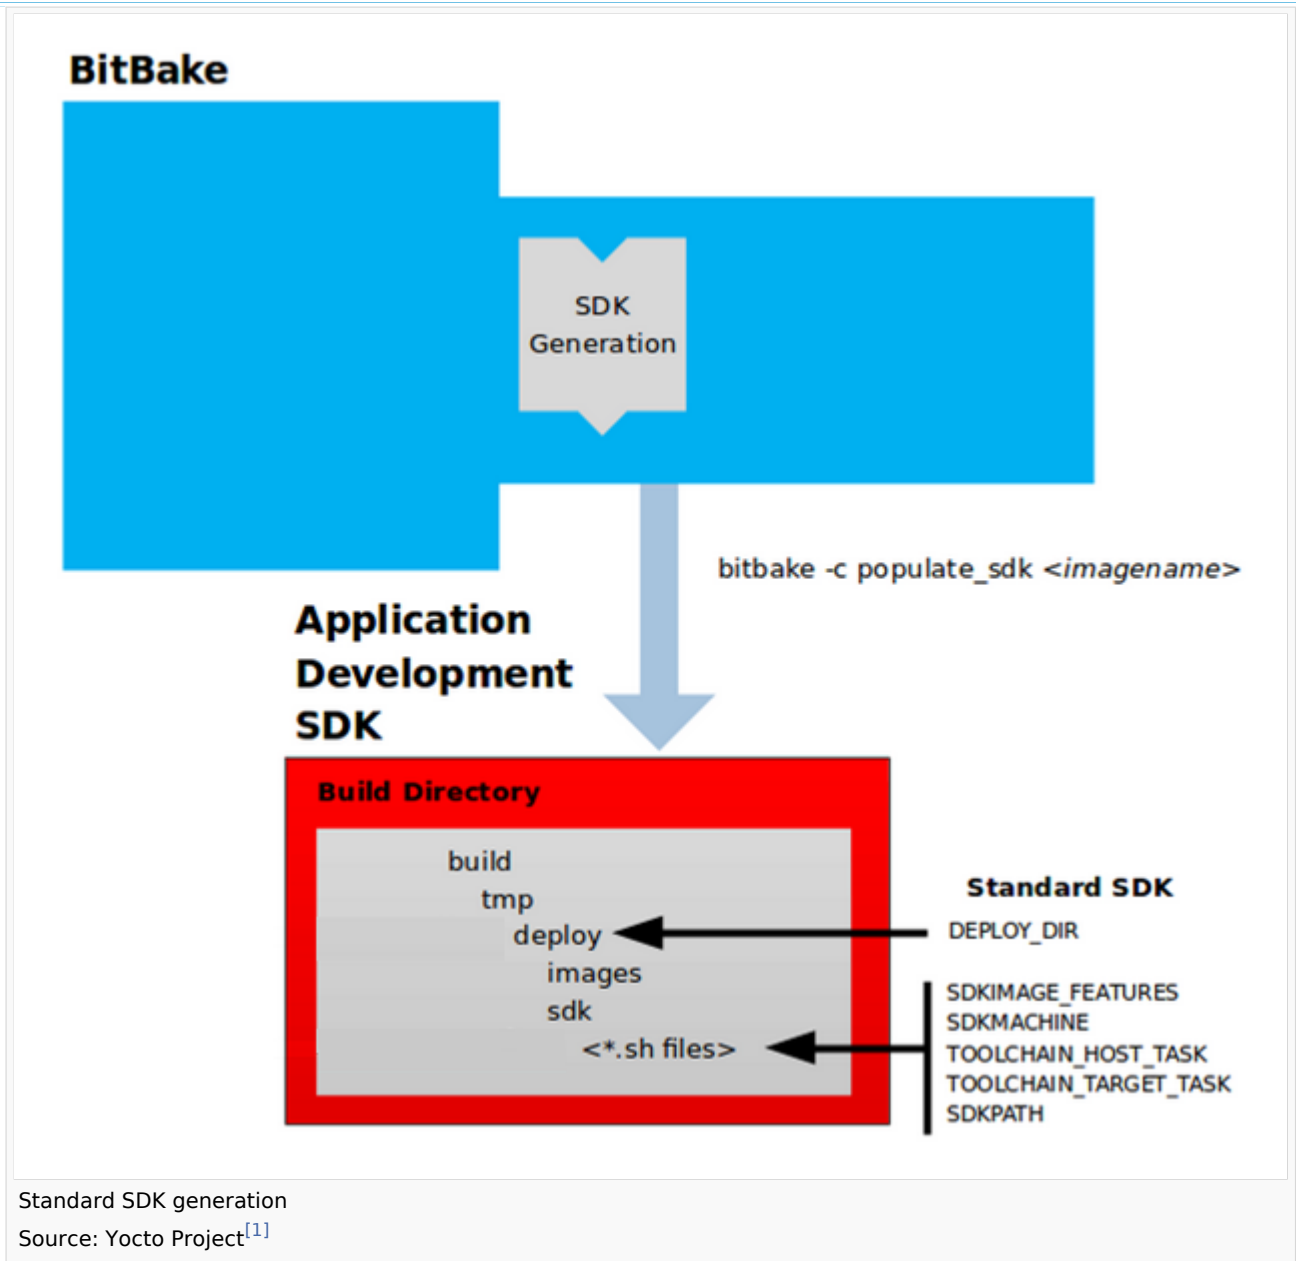 BitBake
SDK
Generation
bitbake -c populate_sdk <imagename>
Application
Development
SDK
Build Directory
build
tmp
deploy
images
sdk
<*.sh files>
Standard SDK
DEPLOY_DIR
SDKIMAGE_FEATURES
SDKMACHINE
TOOLCHAIN_HOST_TASK
TOOLCHAIN_TARGET_TASK
SDKPATH
Standard SDK generation
Source: Yocto Project[1]